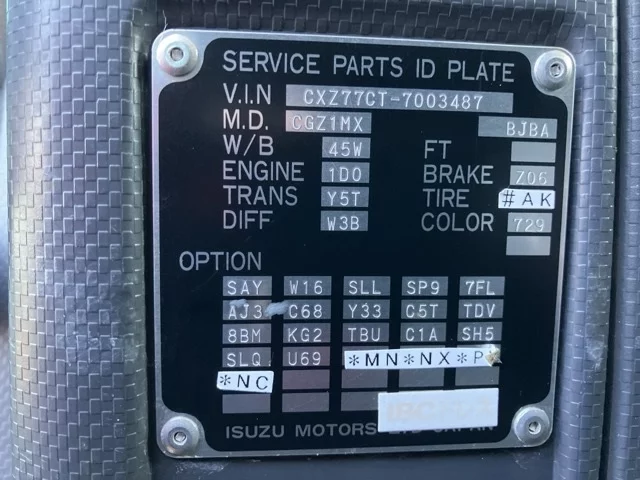 SERVICE PARTS ID PLATE
V.I.N CXZ77CT-7003487
M.D. CGZ1MX BJBA
W/B 45W FT
ENGINE 1D0 BRAKE Z06
TRANS Y5T TIRE #AK
DIFF W3B COLOR 729
OPTION
SAY W16 SLL SP9 7FL
AJ3 C68 Y33 C5T TDV
8BM KG2 TBU C1A SH5
SLQ U69 *MN*NX*P
*NC
ISUZU MOTORS LTD JAPAN